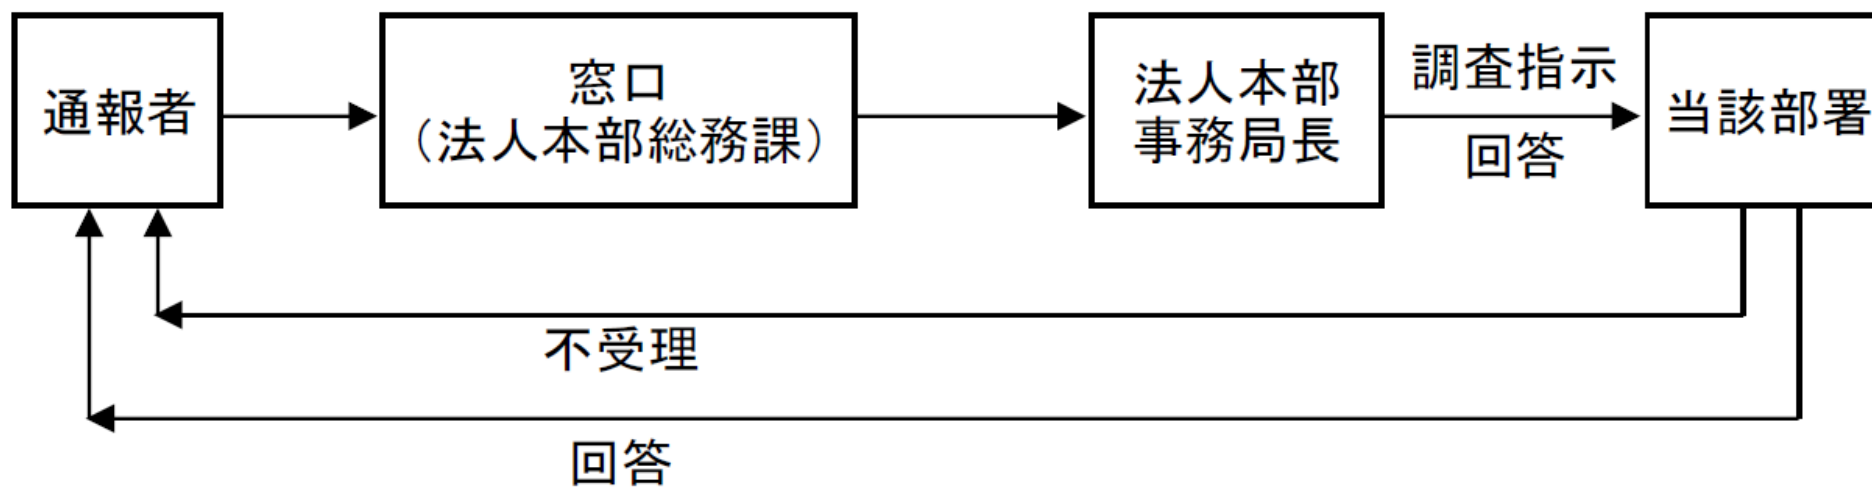 通報者
窓口
（法人本部総務課）
法人本部
事務局長
調査指示
回答
当該部署
不受理
回答